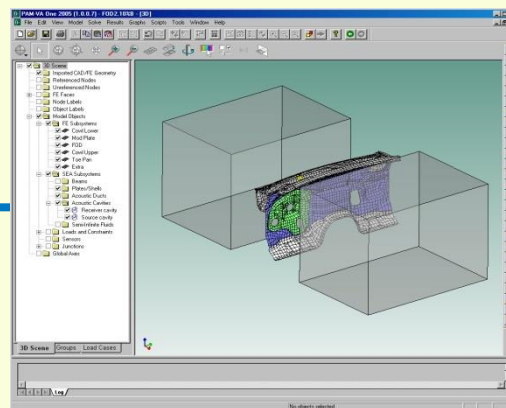 PAM VA One 2005 (1.0.0.7) - FOD2.10%8 - [3D]
File Edit View Model Solve Results Graphs Scripts Tools Window Help
3D Scene
Imported CAD/FE Geometry
Referenced Nodes
Unreferenced Nodes
FE Faces
Node Labels
Object Labels
Model Objects
FE Subsystems
Cowl Lower
Mod Plate
FOD
Cowl Upper
Toe Pan
Extra
SEA Subsystems
Beams
Plates/Shells
Acoustic Ducts
Acoustic Cavities
Receiver cavity
Source cavity
Semi-Infinite Fluids
Loads and Constraints
Sensors
Junctions
Global Axes
3D Scene Groups Load Cases
Log
No objects selected